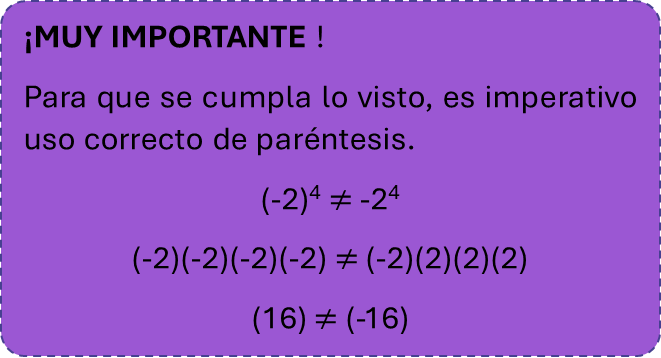 ¡MUY IMPORTANTE !
Para que se cumpla lo visto, es imperativo
uso correcto de paréntesis.
(-2)⁴ ≠ -2⁴
(-2)(-2)(-2)(-2) ≠ (-2)(2)(2)(2)
(16) ≠ (-16)